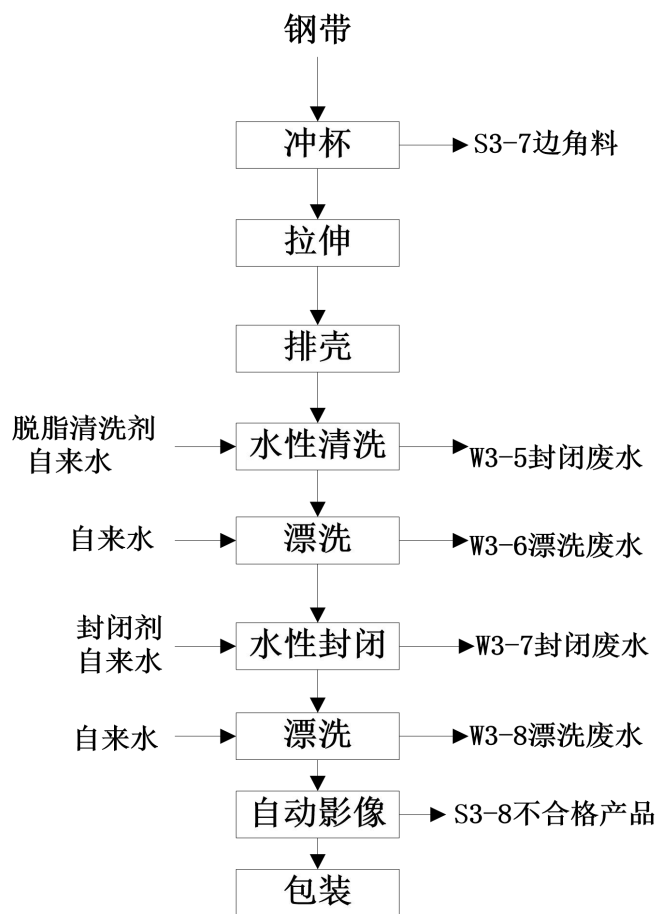 钢带
冲杯
S3-7边角料
拉伸
排壳
脱脂清洗剂
自来水
水性清洗
W3-5封闭废水
自来水
漂洗
W3-6漂洗废水
封闭剂
自来水
水性封闭
W3-7封闭废水
自来水
漂洗
W3-8漂洗废水
自动影像
S3-8不合格产品
包装